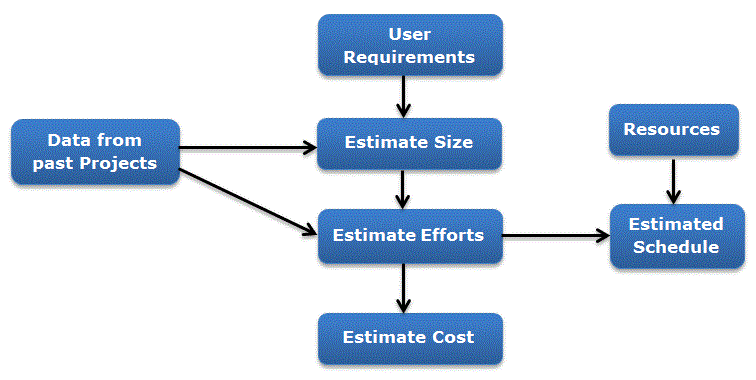 User
Requirements
Data from
past Projects
Estimate Size
Resources
Estimate Efforts
Estimated
Schedule
Estimate Cost